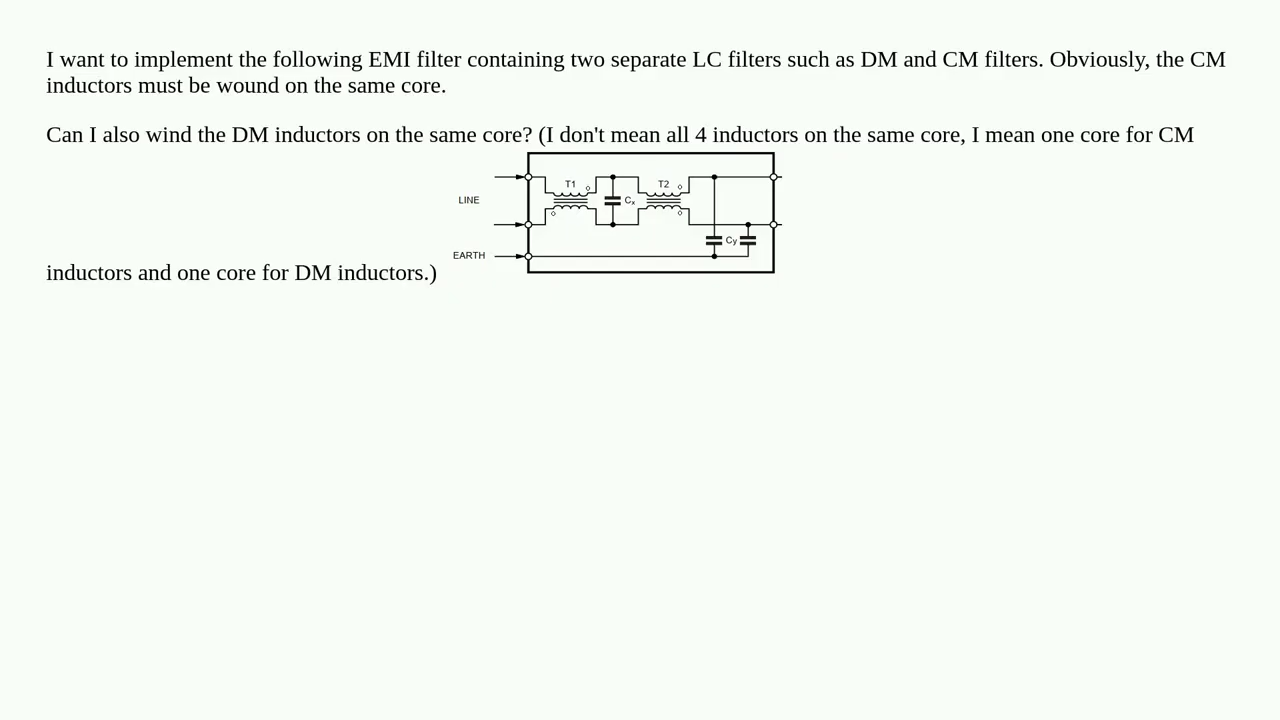 I want to implement the following EMI filter containing two separate LC filters such as DM and CM filters. Obviously, the CM
inductors must be wound on the same core.
Can I also wind the DM inductors on the same core? (I don't mean all 4 inductors on the same core, I mean one core for CM
T1
T2
LINE
Cx
Cy
EARTH
inductors and one core for DM inductors.)